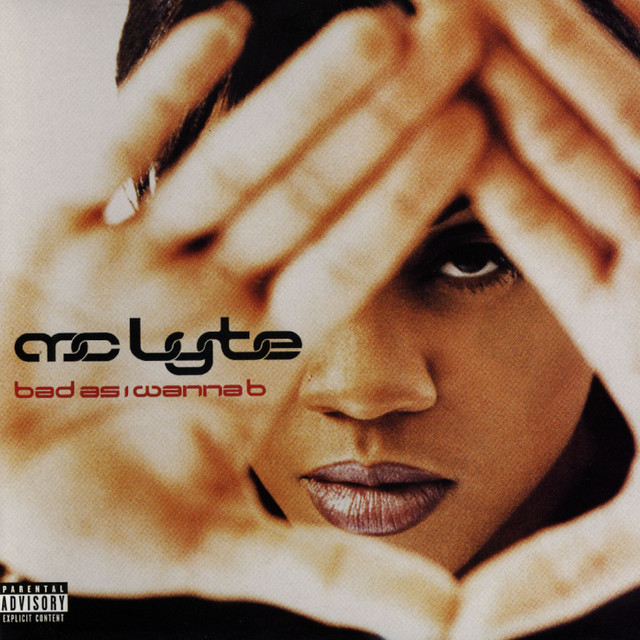 mc lyte
bad as i wanna b
PARENTAL
ADVISORY
EXPLICIT CONTENT